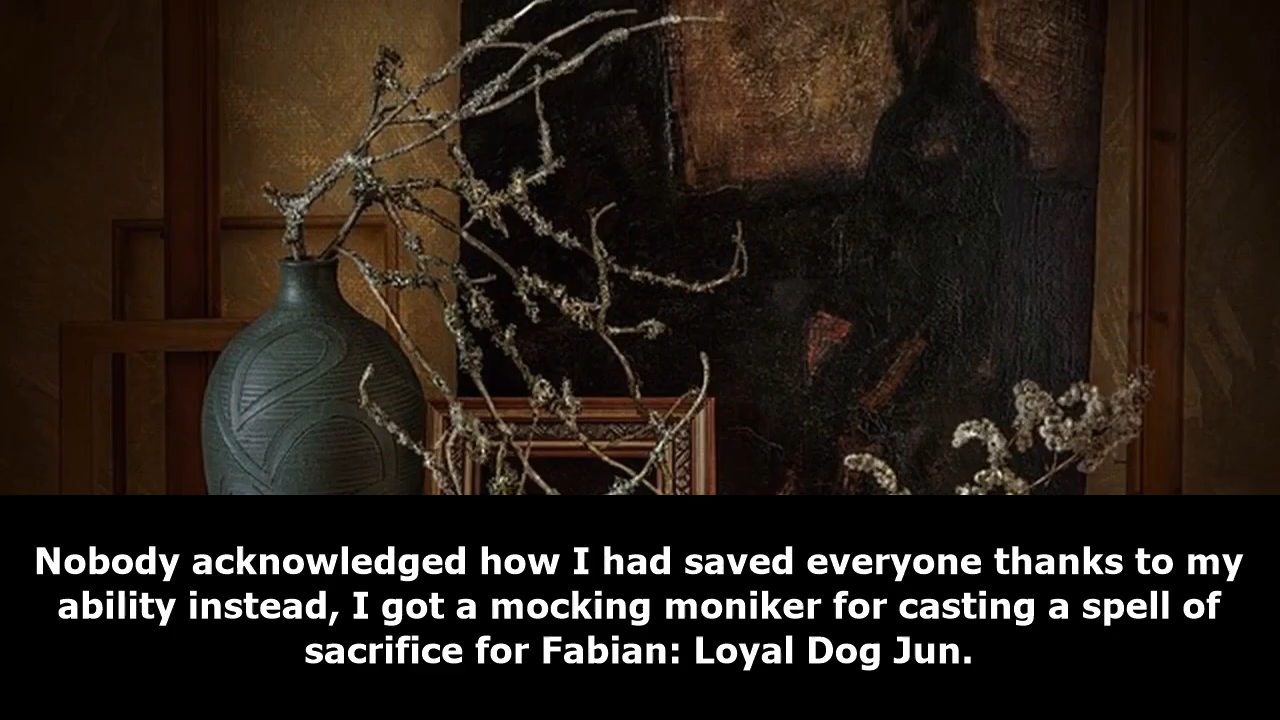 Nobody acknowledged how I had saved everyone thanks to my
ability instead, I got a mocking moniker for casting a spell of
sacrifice for Fabian: Loyal Dog Jun.